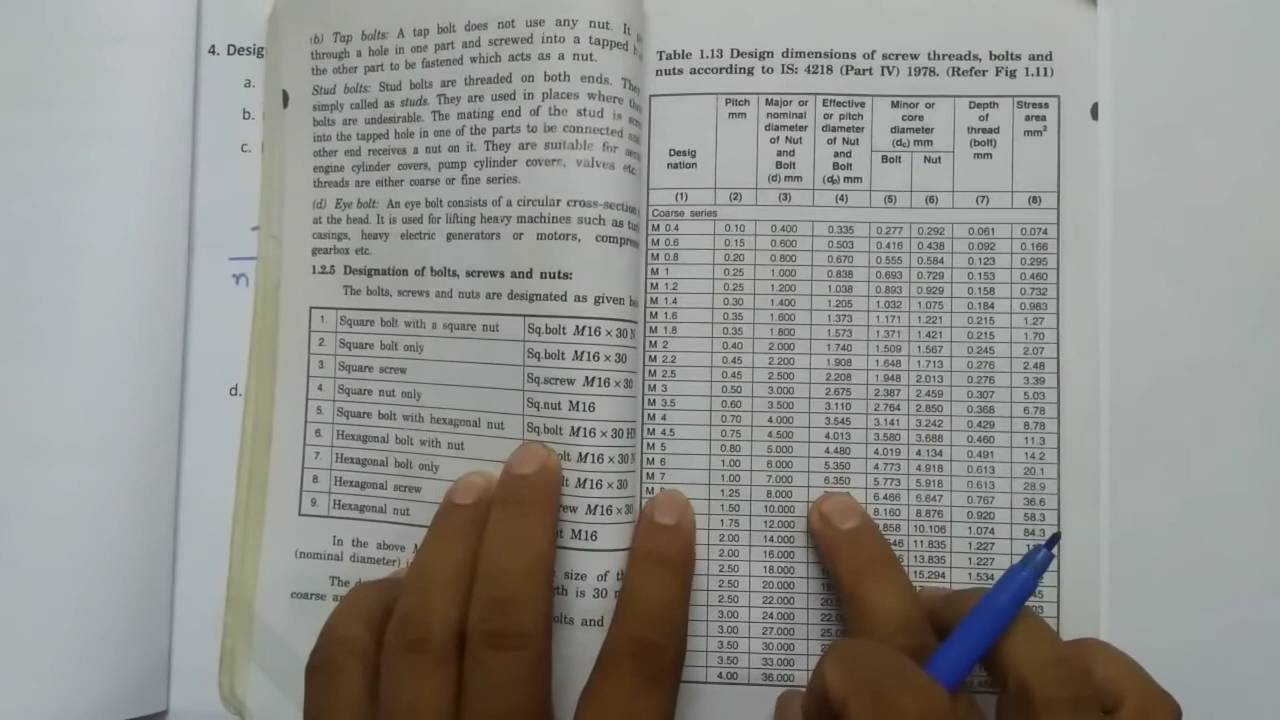 4. Desig
a.
b.
c.
n
d.
(b) Tap bolts: A tap bolt does not use any nut. It
through a hole in one part and screwed into a tapped
the other part to be fastened which acts as a nut.
Stud bolts: Stud bolts are threaded on both ends. They
simply called as studs. They are used in places where
bolts are undesirable. The mating end of the stud is
into the tapped hole in one of the parts to be connected
other end receives a nut on it. They are suitable for
engine cylinder covers, pump cylinder covers, valves etc.
threads are either coarse or fine series.
(d) Eye bolt: An eye bolt consists of a circular cross-section
at the head. It is used for lifting heavy machines such as
casings, heavy electric generators or motors,
gearbox etc.
1.2.5 Designation of bolts, screws and nuts:
The bolts, screws and nuts are designated as given
1. Square bolt with a square nut Sq.bolt M16 × 30 N
2. Square bolt only Sq.bolt M16 × 30
3. Square screw Sq.screw M16 × 30
4. Square nut only Sq.nut M16
5. Square bolt with hexagonal nut Sq.bolt M16 × 30
6. Hexagonal bolt with nut M16 × 30
7. Hexagonal bolt only M16 × 30
8. Hexagonal screw M16 × 30
9. Hexagonal nut M16
In the above
(nominal diameter) size of
The is 30
coarse and
Table 1.13 Design dimensions of screw threads, bolts and
nuts according to IS: 4218 (Part IV) 1978. (Refer Fig 1.11)
Desig
nation
Pitch
mm
Major or
nominal
diameter
of Nut
and
Bolt
(d) mm
Effective
or pitch
diameter
of Nut
and
Bolt
(dp) mm
Minor or
core
diameter
(dc) mm
Bolt Nut
Depth
of
thread
(bolt)
mm
Stress
area
mm²
(1) (2) (3) (4) (5) (6) (7) (8)
Coarse series
M 0.4 0.10 0.400 0.335 0.277 0.292 0.061 0.074
M 0.6 0.15 0.600 0.503 0.416 0.438 0.092 0.166
M 0.8 0.20 0.800 0.670 0.555 0.584 0.123 0.295
M 1 0.25 1.000 0.838 0.693 0.729 0.153 0.460
M 1.2 0.25 1.200 1.038 0.893 0.929 0.158 0.732
M 1.4 0.30 1.400 1.205 1.032 1.075 0.184 0.983
M 1.6 0.35 1.600 1.373 1.171 1.221 0.215 1.27
M 1.8 0.35 1.800 1.573 1.371 1.421 0.215 1.70
M 2 0.40 2.000 1.740 1.509 1.567 0.245 2.07
M 2.2 0.45 2.200 1.908 1.648 1.713 0.276 2.48
M 2.5 0.45 2.500 2.208 1.948 2.013 0.276 3.39
M 3 0.50 3.000 2.675 2.387 2.459 0.307 5.03
M 3.5 0.60 3.500 3.110 2.764 2.850 0.368 6.78
M 4 0.70 4.000 3.545 3.141 3.242 0.429 8.78
M 4.5 0.75 4.500 4.013 3.580 3.688 0.460 11.3
M 5 0.80 5.000 4.480 4.019 4.134 0.491 14.2
M 6 1.00 6.000 5.350 4.773 4.918 0.613 20.1
M 7 1.00 7.000 6.350 5.773 5.918 0.613 28.9
M 1.25 8.000 6.466 6.647 0.767 36.6
1.50 10.000 8.160 8.876 0.920 58.3
1.75 12.000 10.106 1.074 84.3
2.00 14.000 11.835 1.227
2.00 16.000 13.835 1.227
2.50 18.000 15.294 1.534
2.50 20.000
2.50 22.000
3.00 24.000
3.00 27.000
3.50 30.000
3.50 33.000
4.00 36.000